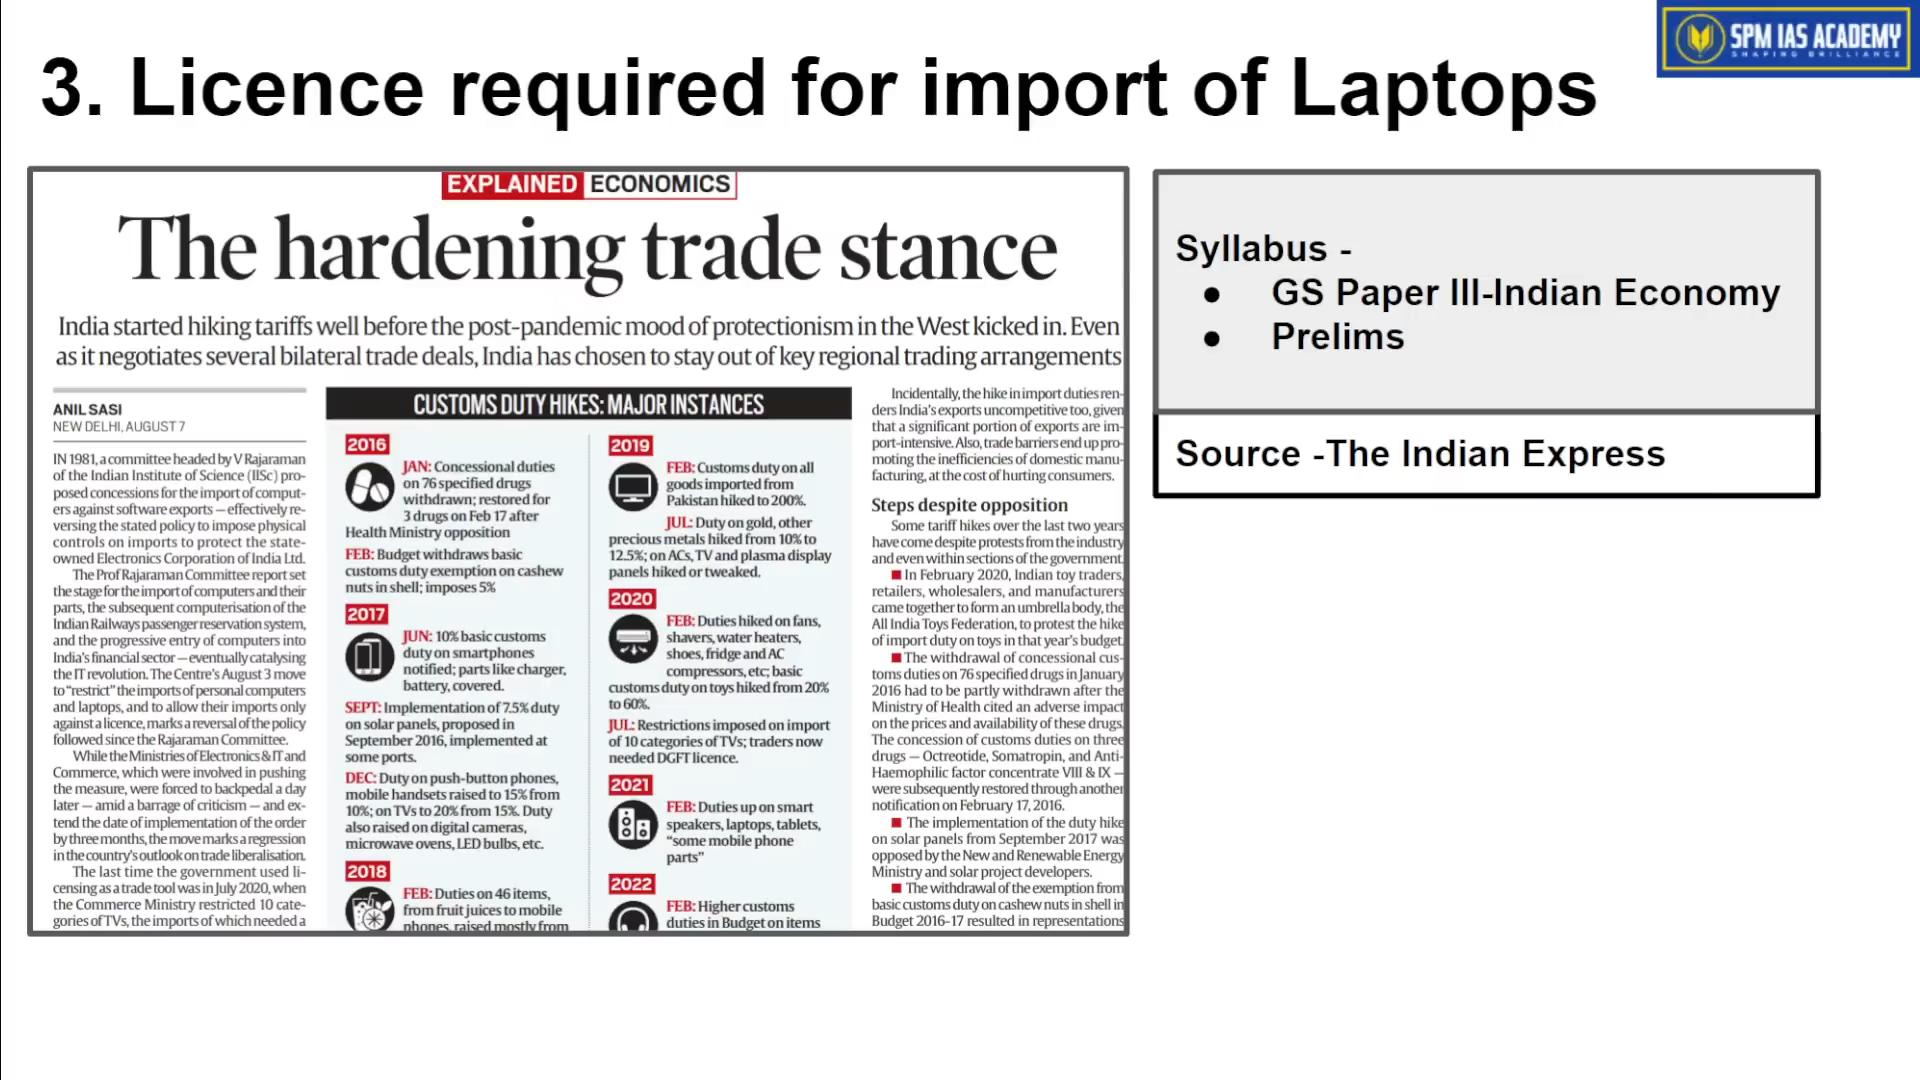 3. Licence required for import of Laptops
SPM IAS ACADEMY
SHAPING BRILLIANCE
EXPLAINED ECONOMICS
The hardening trade stance
India started hiking tariffs well before the post-pandemic mood of protectionism in the West kicked in. Even
as it negotiates several bilateral trade deals, India has chosen to stay out of key regional trading arrangements
ANIL SASI
NEW DELHI, AUGUST 7
IN 1981, a committee headed by V Rajaraman
of the Indian Institute of Science (IISc) pro-
posed concessions for the import of comput-
ers against software exports — effectively re-
versing the stated policy to impose physical
controls on imports to protect the state-
owned Electronics Corporation of India Ltd.
The Prof Rajaraman Committee report set
the stage for the import of computers and their
parts, the subsequent computerisation of the
Indian Railways passenger reservation system,
and the progressive entry of computers into
India's financial sector — eventually catalysing
the IT revolution. The Centre's August 3 move
to "restrict" the imports of personal computers
and laptops, and to allow their imports only
against a licence, marks a reversal of the policy
followed since the Rajaraman Committee.
While the Ministries of Electronics & IT and
Commerce, which were involved in pushing
the measure, were forced to backpedal a day
later — amid a barrage of criticism — and ex-
tend the date of implementation of the order
by three months, the move marks a regression
in the country's outlook on trade liberalisation.
The last time the government used li-
censing as a trade tool was in July 2020, when
the Commerce Ministry restricted 10 cate-
gories of TVs, the imports of which needed a
CUSTOMS DUTY HIKES: MAJOR INSTANCES
2016
JAN: Concessional duties
on 76 specified drugs
withdrawn; restored for
3 drugs on Feb 17 after
Health Ministry opposition
FEB: Budget withdraws basic
customs duty exemption on cashew
nuts in shell; imposes 5%
2017
JUN: 10% basic customs
duty on smartphones
notified; parts like charger,
battery, covered.
SEPT: Implementation of 7.5% duty
on solar panels, proposed in
September 2016, implemented at
some ports.
DEC: Duty on push-button phones,
mobile handsets raised to 15% from
10%; on TVs to 20% from 15%. Duty
also raised on digital cameras,
microwave ovens, LED bulbs, etc.
2018
FEB: Duties on 46 items,
from fruit juices to mobile
phones, raised mostly from
2019
FEB: Customs duty on all
goods imported from
Pakistan hiked to 200%.
JUL: Duty on gold, other
precious metals hiked from 10% to
12.5%; on ACs, TV and plasma display
panels hiked or tweaked.
2020
FEB: Duties hiked on fans,
shavers, water heaters,
shoes, fridge and AC
compressors, etc; basic
customs duty on toys hiked from 20%
to 60%.
JUL: Restrictions imposed on import
of 10 categories of TVs; traders now
needed DGFT licence.
2021
FEB: Duties up on smart
speakers, laptops, tablets,
"some mobile phone
parts"
2022
FEB: Higher customs
duties in Budget on items
Incidentally, the hike in import duties ren-
ders India's exports uncompetitive too, given
that a significant portion of exports are im-
port-intensive. Also, trade barriers end up pro-
moting the inefficiencies of domestic manu-
facturing, at the cost of hurting consumers.
Steps despite opposition
Some tariff hikes over the last two years
have come despite protests from the industry
and even within sections of the government.
■ In February 2020, Indian toy traders,
retailers, wholesalers, and manufacturers
came together to form an umbrella body, the
All India Toys Federation, to protest the hike
of import duty on toys in that year's budget.
■ The withdrawal of concessional cus-
toms duties on 76 specified drugs in January
2016 had to be partly withdrawn after the
Ministry of Health cited an adverse impact
on the prices and availability of these drugs.
The concession of customs duties on three
drugs — Octreotide, Somatropin, and Anti-
Haemophilic factor concentrate VIII & IX —
were subsequently restored through another
notification on February 17, 2016.
■ The implementation of the duty hike
on solar panels from September 2017 was
opposed by the New and Renewable Energy
Ministry and solar project developers.
■ The withdrawal of the exemption from
basic customs duty on cashew nuts in shell in
Budget 2016-17 resulted in representations
Syllabus -
● GS Paper III-Indian Economy
● Prelims
Source -The Indian Express